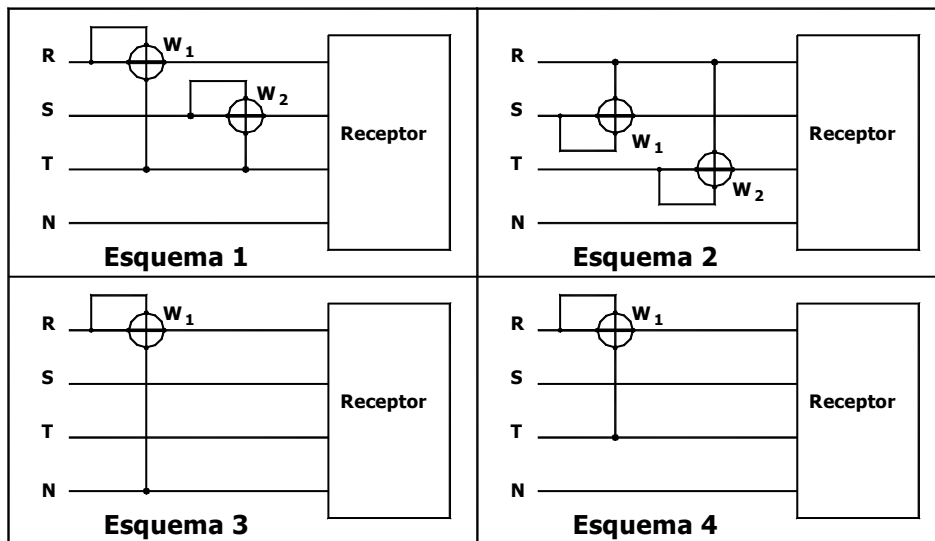 R
W1
S
W2
T
N
Receptor
Esquema 1
R
S
W1
T
W2
N
Receptor
Esquema 2
R
W1
S
T
N
Receptor
Esquema 3
R
W1
S
T
N
Receptor
Esquema 4